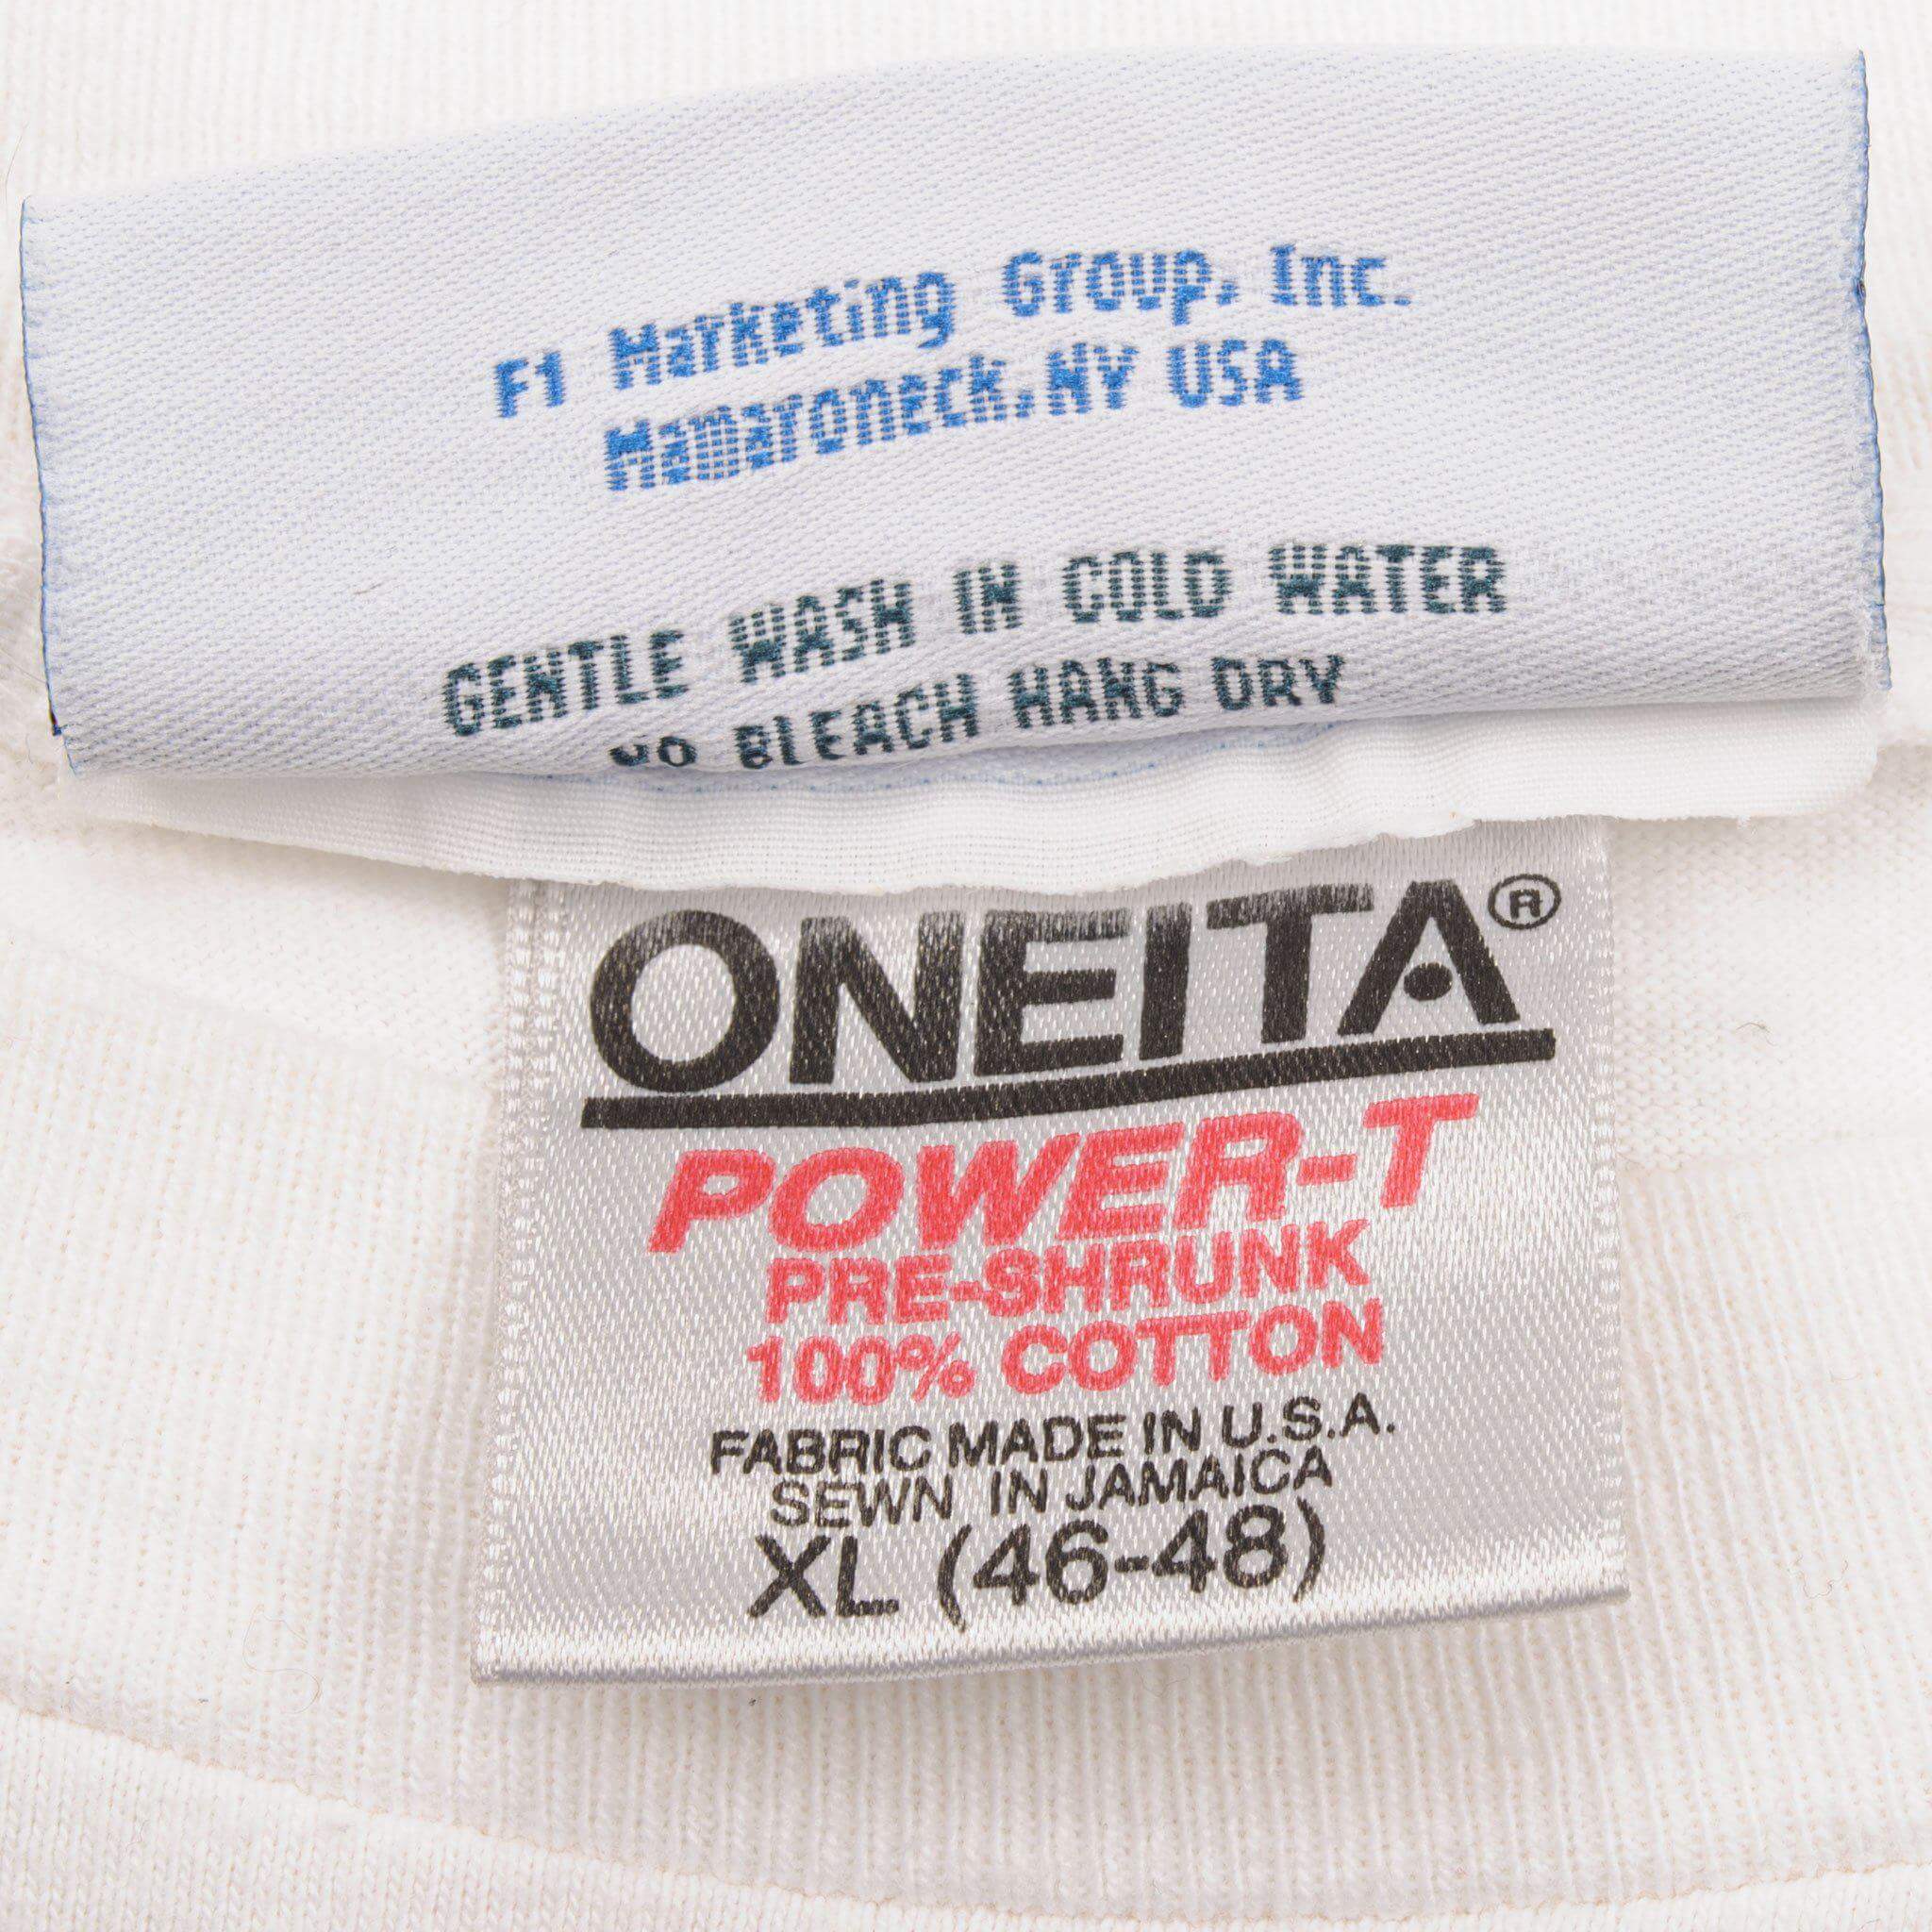 F1 Marketing Group, Inc.
Mamaroneck,NY USA
GENTLE WASH IN COLD WATER
NO BLEACH HANG DRY
ONEITA®
POWER-T
PRE-SHRUNK
100% COTTON
FABRIC MADE IN U.S.A.
SEWN IN JAMAICA
XL (46-48)